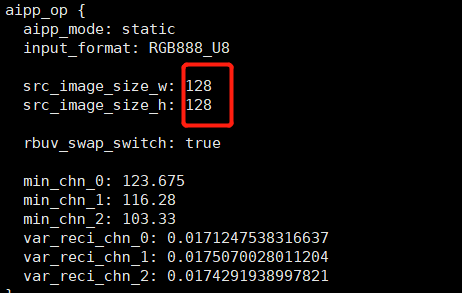 aipp_op {
aipp_mode: static
input_format: RGB888_U8
src_image_size_w: 128
src_image_size_h: 128
rbuv_swap_switch: true
min_chn_0: 123.675
min_chn_1: 116.28
min_chn_2: 103.33
var_reci_chn_0: 0.0171247538316637
var_reci_chn_1: 0.0175070028011204
var_reci_chn_2: 0.0174291938997821
}